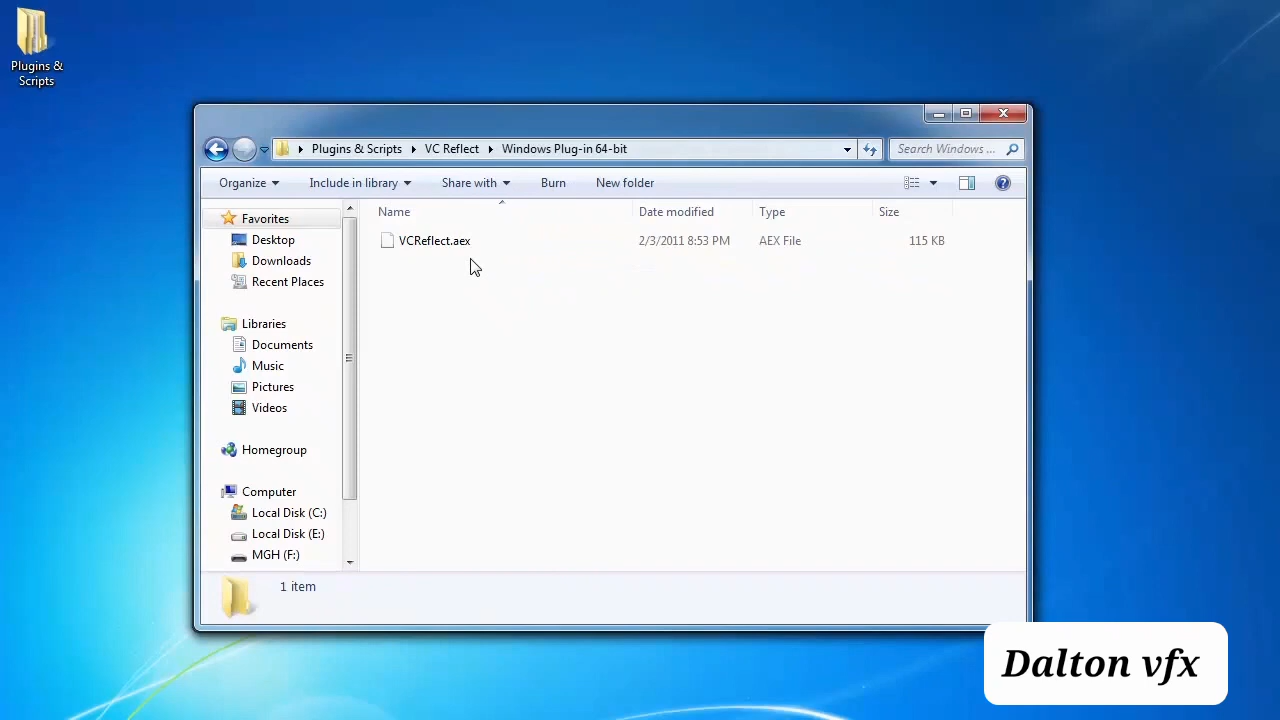 Plugins &
Scripts
Plugins & Scripts VC Reflect Windows Plug-in 64-bit Search Windows ...
Organize Include in library Share with Burn New folder
Name Date modified Type Size
VCReflect.aex 2/3/2011 8:53 PM AEX File 115 KB
Favorites
Desktop
Downloads
Recent Places
Libraries
Documents
Music
Pictures
Videos
Homegroup
Computer
Local Disk (C:)
Local Disk (E:)
MGH (F:)
1 item
Dalton vfx